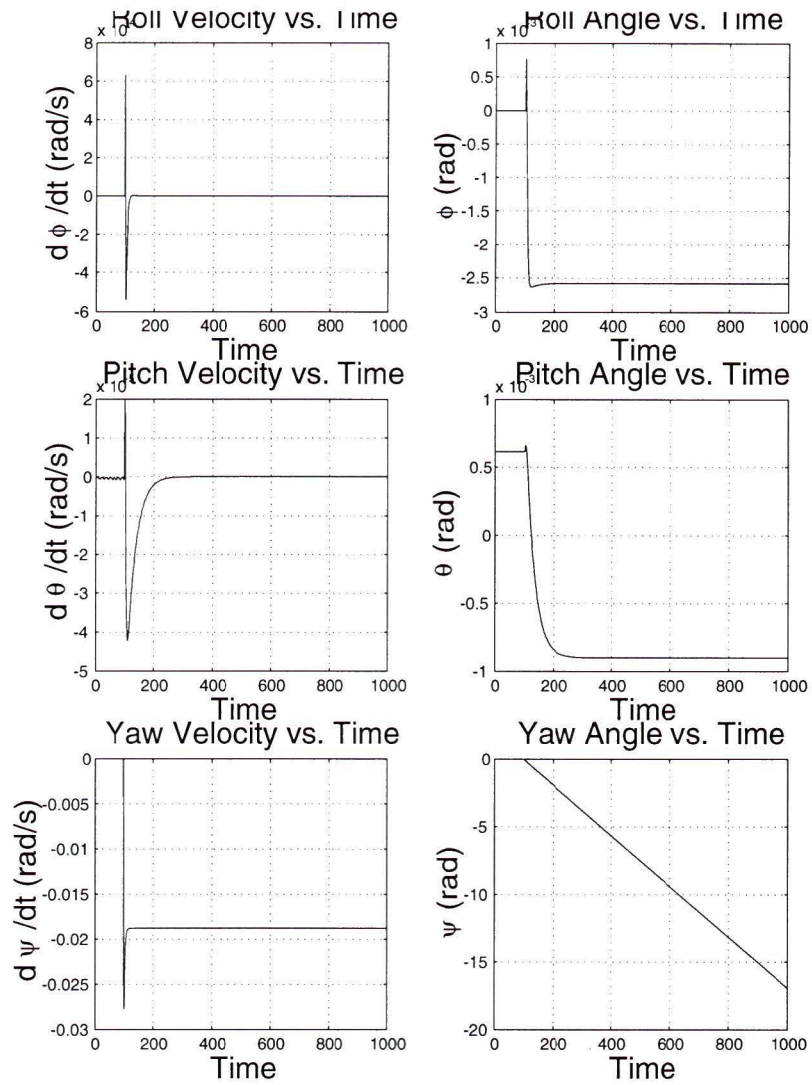 Roll Velocity vs. Time
x 10
8
6
4
2
0
-2
-4
-6
d ϕ /dt (rad/s)
0 200 400 600 800 1000
Time
Roll Angle vs. Time
x 10-3
1
0.5
0
-0.5
-1
-1.5
-2
-2.5
-3
ϕ (rad)
0 200 400 600 800 1000
Time
Pitch Velocity vs. Time
x 10
2
1
0
-1
-2
-3
-4
-5
d θ /dt (rad/s)
0 200 400 600 800 1000
Time
Pitch Angle vs. Time
x 10-3
1
0.5
0
-0.5
-1
θ (rad)
0 200 400 600 800 1000
Time
Yaw Velocity vs. Time
0
-0.005
-0.01
-0.015
-0.02
-0.025
-0.03
d ψ /dt (rad/s)
0 200 400 600 800 1000
Time
Yaw Angle vs. Time
0
-5
-10
-15
-20
ψ (rad)
0 200 400 600 800 1000
Time